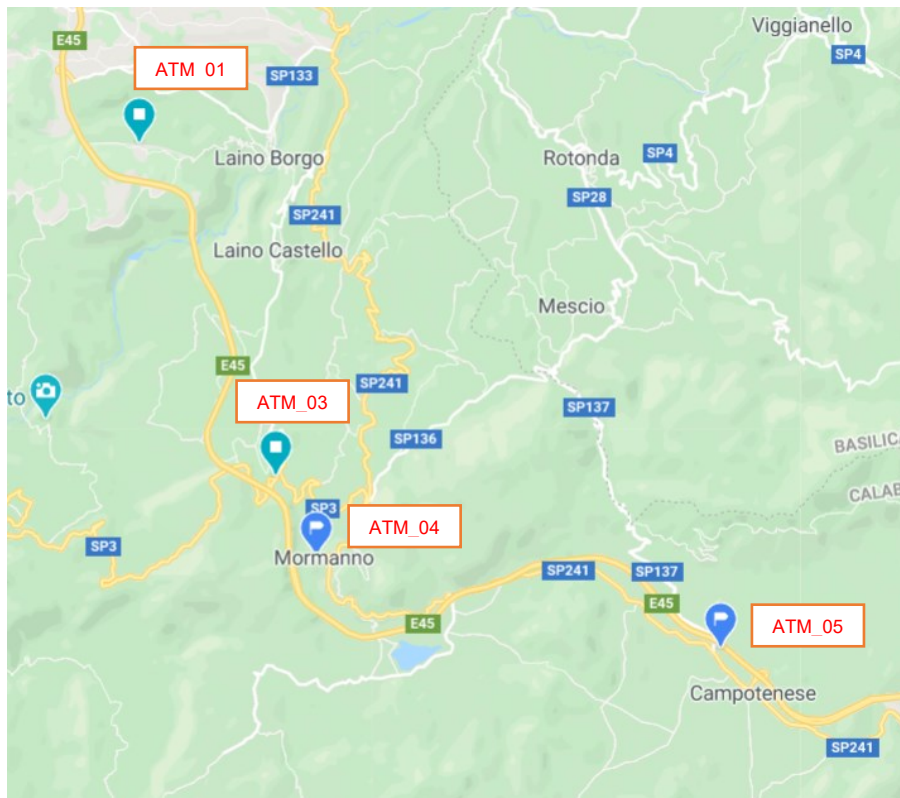 Viggianello
E45
SP4
ATM_01
SP133
Laino Borgo
Rotonda
SP4
SP28
SP241
Laino Castello
Mescio
E45
to
SP241
ATM_03
SP137
SP136
BASILIC
CALAB
SP3
ATM_04
SP3
Mormanno
SP241
SP137
E45
E45
ATM_05
Campotenese
SP241